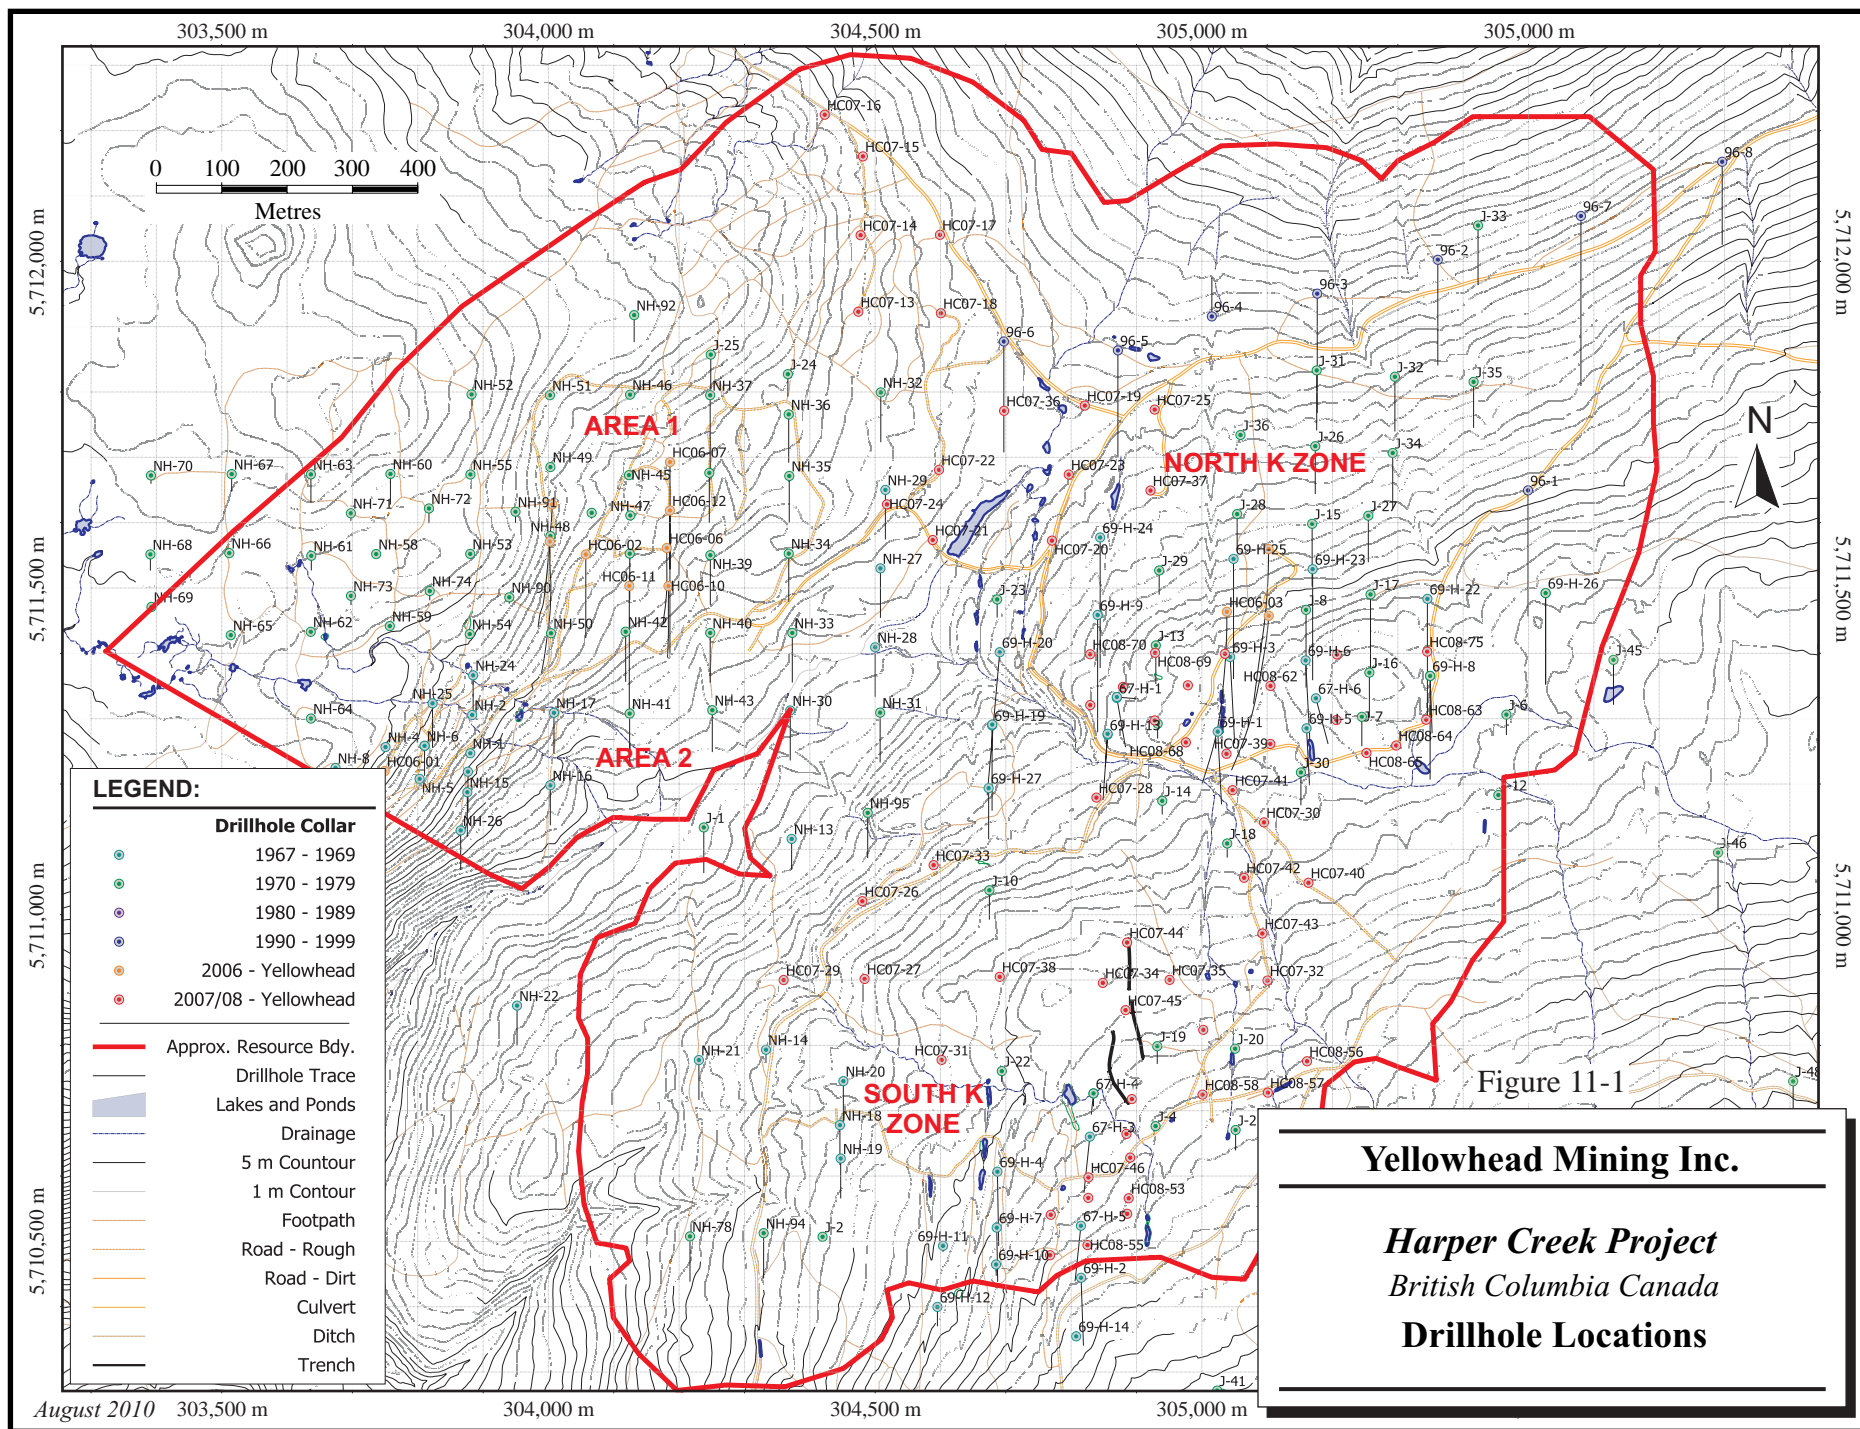 303,500 m
304,000 m
304,500 m
305,000 m
305,000 m
HC07-16
HC07-15
96-8
0 100 200 300 400
Metres
5,712,000 m
5,712,000 m
HC07-14
HC07-17
J-33
96-7
96-2
96-3
NH-92
HC07-13
HC07-18
96-4
96-6
96-5
J-25
J-24
J-31
J-32
J-35
NH-52
NH-51
NH-46
NH-37
NH-32
NH-36
HC07-36
HC07-19
HC07-25
N
AREA 1
J-36
J-26
J-34
NH-49
HC06-07
NORTH K ZONE
NH-70
NH-67
NH-63
NH-60
NH-55
NH-45
NH-35
HC07-22
HC07-23
NH-29
HC07-37
96-1
NH-71
NH-72
NH-91
NH-47
HC06-12
HC07-24
J-28
J-15
J-27
NH-48
HC07-21
69-H-24
5,711,500 m
5,711,500 m
NH-68
NH-66
NH-61
NH-58
NH-53
HC06-02
HC06-06
NH-34
HC07-20
69-H-25
69-H-23
NH-39
NH-27
J-29
NH-73
NH-74
NH-90
HC06-11
HC06-10
J-23
J-17
69-H-22
69-H-26
NH-69
69-H-9
HC06-03
J-8
NH-65
NH-62
NH-59
NH-54
NH-50
NH-42
NH-40
NH-33
NH-28
69-H-20
HC08-70
J-13
HC08-69
69-H-3
69-H-6
HC08-75
J-45
NH-24
J-16
69-H-8
HC08-62
NH-64
NH-25
NH-2
NH-17
NH-41
NH-43
NH-30
NH-31
67-H-1
67-H-6
69-H-19
69-H-13
69-H-1
69-H-5
J-7
HC08-63
J-6
NH-8
NH-4
NH-6
NH-1
AREA 2
HC08-68
HC07-39
HC08-64
HC06-01
HC08-65
NH-5
NH-15
NH-16
69-H-27
HC07-28
J-14
HC07-41
J-30
J-12
NH-26
J-1
NH-13
NH-95
HC07-30
J-18
J-46
HC07-33
HC07-42
HC07-40
HC07-26
J-10
5,711,000 m
5,711,000 m
HC07-44
HC07-43
HC07-29
HC07-27
HC07-38
HC07-34
HC07-35
HC07-32
NH-22
HC07-45
NH-21
NH-14
HC07-31
J-22
J-19
J-20
HC08-56
J-48
NH-20
SOUTH K
ZONE
67-H-4
HC08-58
HC08-57
NH-18
J-4
J-2
67-H-3
NH-19
69-H-4
HC07-46
HC08-53
5,710,500 m
NH-78
NH-94
J-2
69-H-11
69-H-7
67-H-5
69-H-10
HC08-55
69-H-2
69-H-12
69-H-14
J-41
LEGEND:
Drillhole Collar
1967 - 1969
1970 - 1979
1980 - 1989
1990 - 1999
2006 - Yellowhead
2007/08 - Yellowhead
Approx. Resource Bdy.
Drillhole Trace
Lakes and Ponds
Drainage
5 m Countour
1 m Contour
Footpath
Road - Rough
Road - Dirt
Culvert
Ditch
Trench
Figure 11-1
Yellowhead Mining Inc.
Harper Creek Project
British Columbia Canada
Drillhole Locations
August 2010
303,500 m
304,000 m
304,500 m
305,000 m